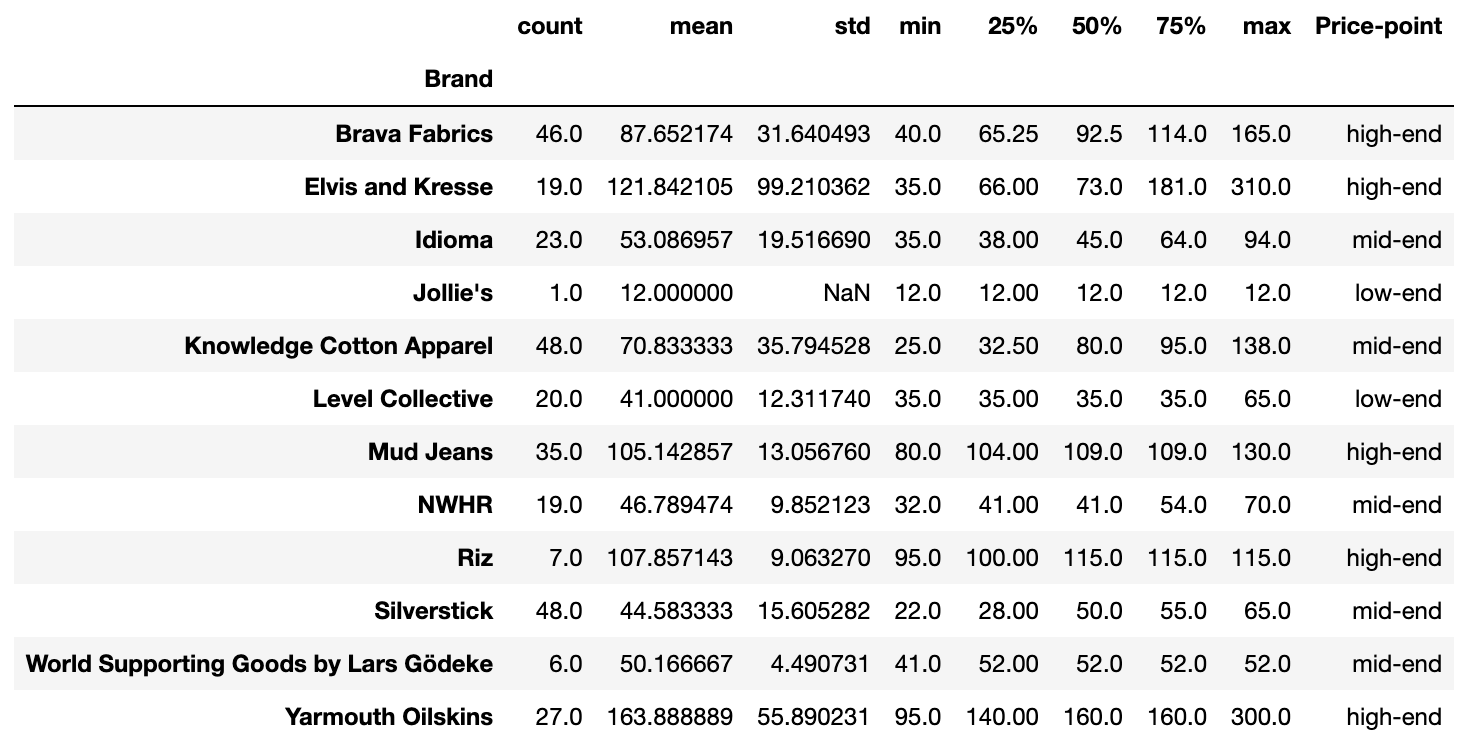 count mean std min 25% 50% 75% max Price-point
Brand
Brava Fabrics 46.0 87.652174 31.640493 40.0 65.25 92.5 114.0 165.0 high-end
Elvis and Kresse 19.0 121.842105 99.210362 35.0 66.00 73.0 181.0 310.0 high-end
Idioma 23.0 53.086957 19.516690 35.0 38.00 45.0 64.0 94.0 mid-end
Jollie's 1.0 12.000000 NaN 12.0 12.00 12.0 12.0 12.0 low-end
Knowledge Cotton Apparel 48.0 70.833333 35.794528 25.0 32.50 80.0 95.0 138.0 mid-end
Level Collective 20.0 41.000000 12.311740 35.0 35.00 35.0 35.0 65.0 low-end
Mud Jeans 35.0 105.142857 13.056760 80.0 104.00 109.0 109.0 130.0 high-end
NWHR 19.0 46.789474 9.852123 32.0 41.00 41.0 54.0 70.0 mid-end
Riz 7.0 107.857143 9.063270 95.0 100.00 115.0 115.0 115.0 high-end
Silverstick 48.0 44.583333 15.605282 22.0 28.00 50.0 55.0 65.0 mid-end
World Supporting Goods by Lars Gödeke 6.0 50.166667 4.490731 41.0 52.00 52.0 52.0 52.0 mid-end
Yarmouth Oilskins 27.0 163.888889 55.890231 95.0 140.00 160.0 160.0 300.0 high-end